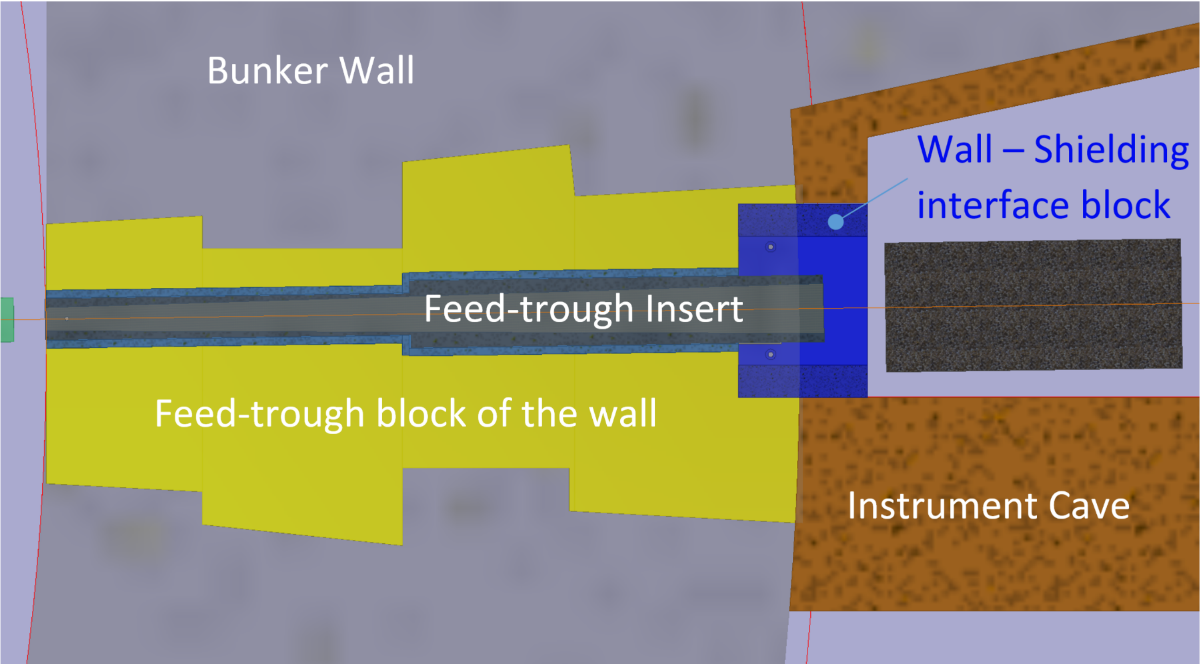 Bunker Wall
Wall – Shielding
interface block
Feed-trough Insert
Feed-trough block of the wall
Instrument Cave